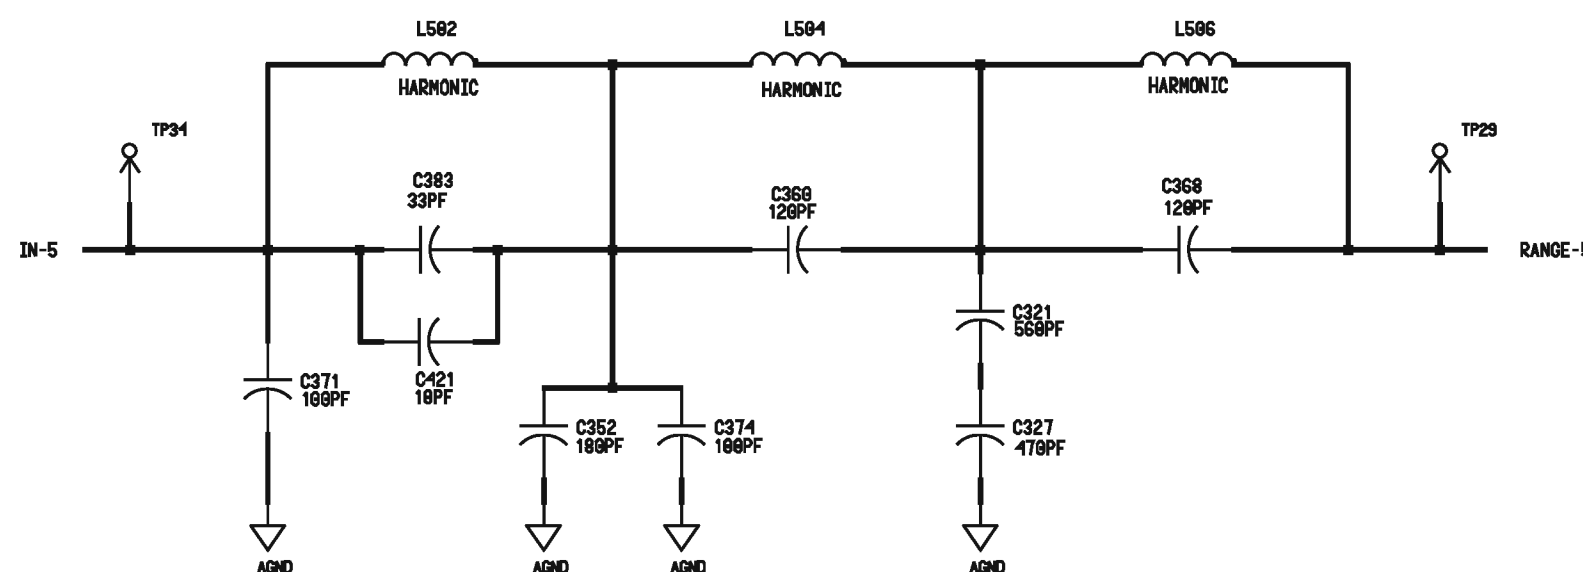 L502
L504
L506
HARMONIC
HARMONIC
HARMONIC
TP34
TP29
C383
33PF
C360
120PF
C368
120PF
IN-5
RANGE-5
C321
560PF
C371
100PF
C421
10PF
C352
180PF
C374
100PF
C327
470PF
AGND
AGND
AGND
AGND